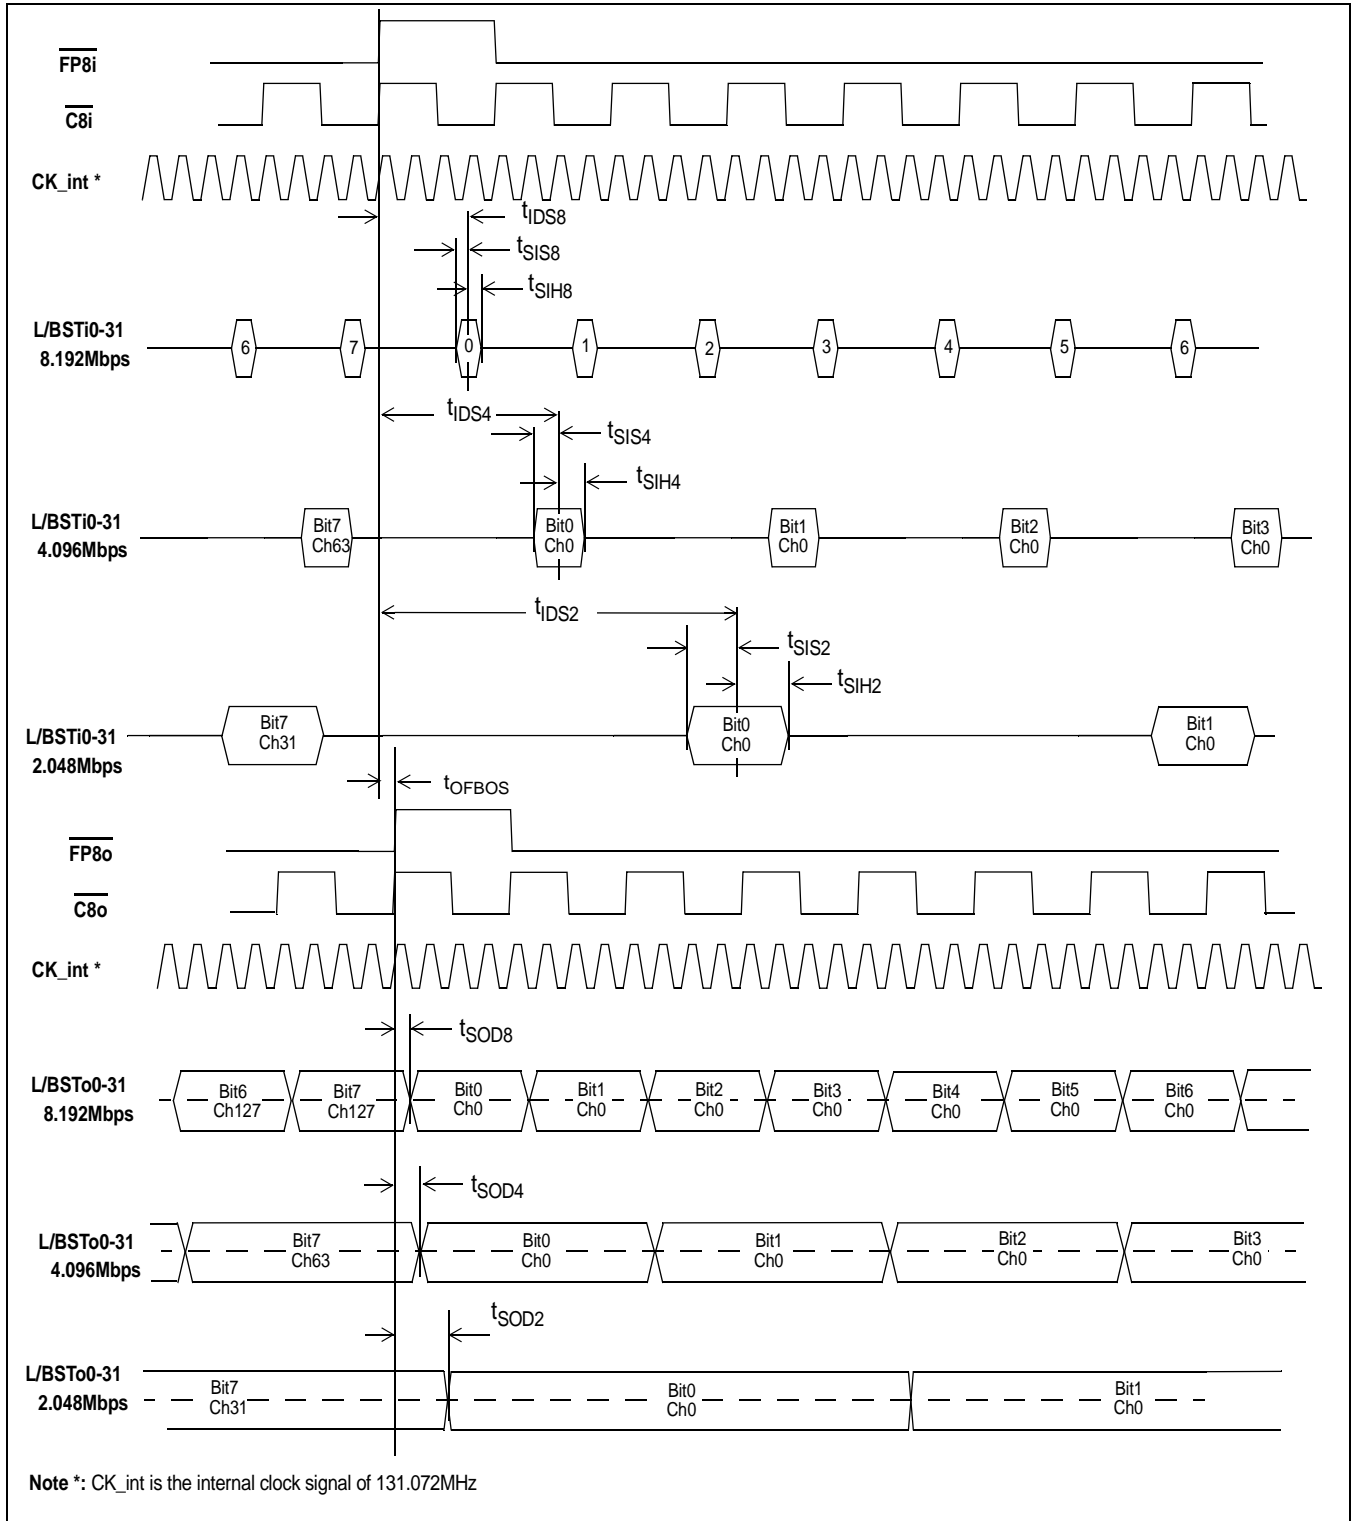 FP8i
C8i
CK_int *
tIDS8
tSIS8
tSIH8
L/BSTi0-31
8.192Mbps
6 7 0 1 2 3 4 5 6
tIDS4
tSIS4
tSIH4
L/BSTi0-31
4.096Mbps
Bit7 Bit0 Bit1 Bit2 Bit3
Ch63 Ch0 Ch0 Ch0 Ch0
tIDS2
tSIS2
tSIH2
L/BSTi0-31
2.048Mbps
Bit7 Bit0 Bit1
Ch31 Ch0 Ch0
tOFBOS
FP8o
C8o
CK_int *
tSOD8
L/BSTo0-31
8.192Mbps
Bit6 Bit7 Bit0 Bit1 Bit2 Bit3 Bit4 Bit5 Bit6
Ch127 Ch127 Ch0 Ch0 Ch0 Ch0 Ch0 Ch0 Ch0
tSOD4
L/BSTo0-31
4.096Mbps
Bit7 Bit0 Bit1 Bit2 Bit3
Ch63 Ch0 Ch0 Ch0 Ch0
tSOD2
L/BSTo0-31
2.048Mbps
Bit7 Bit0 Bit1
Ch31 Ch0 Ch0
Note *: CK_int is the internal clock signal of 131.072MHz